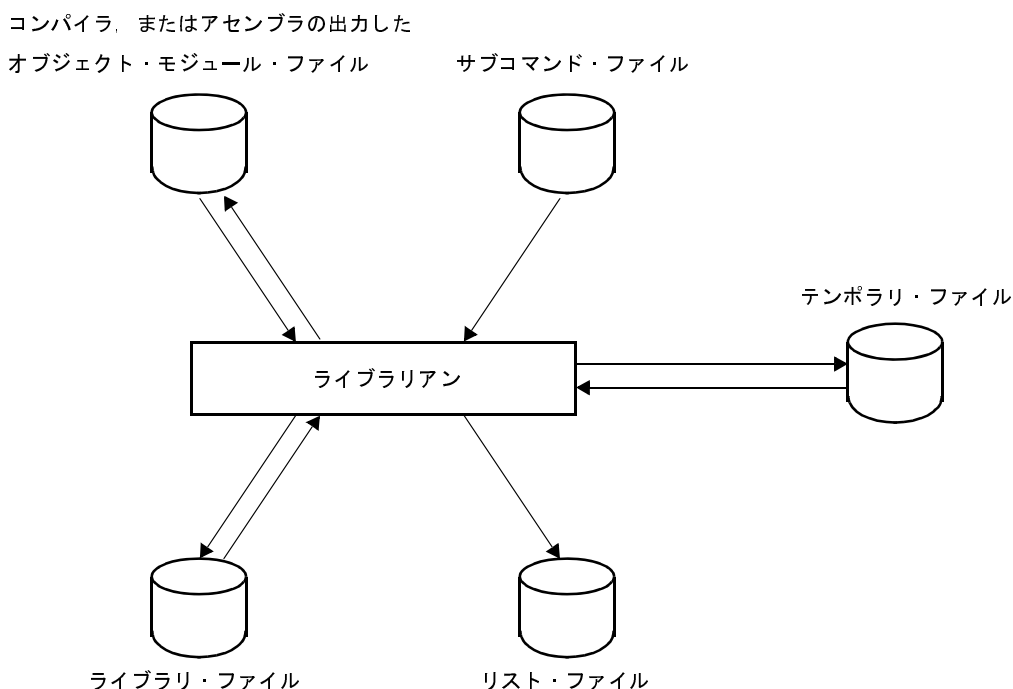 コンパイラ，またはアセンブラの出力した
オブジェクト・モジュール・ファイル
サブコマンド・ファイル
テンポラリ・ファイル
ライブラリアン
ライブラリ・ファイル
リスト・ファイル